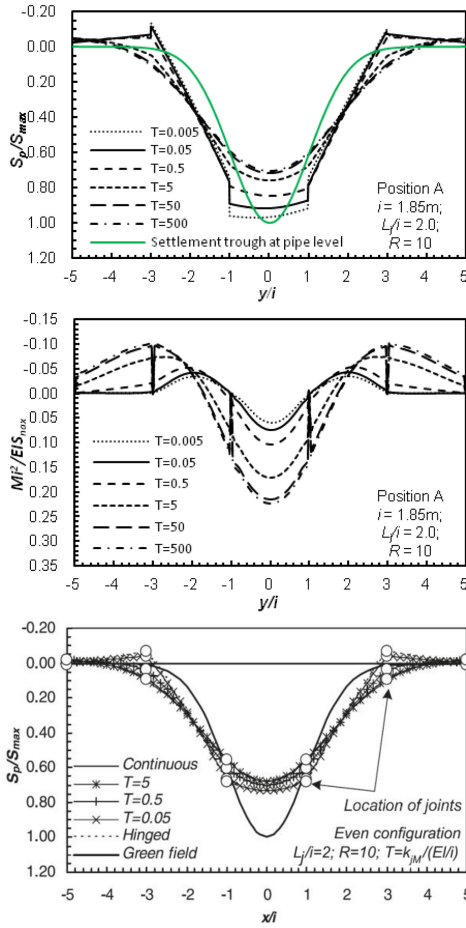 -0.20
0.00
0.20
0.40
0.60
0.80
1.00
1.20
Sp/Smax
T=0.005
T=0.05
T=0.5
T=5
T=50
T=500
Settlement trough at pipe level
Position A
i = 1.85m;
Lj/i = 2.0;
R = 10
-5 -4 -3 -2 -1 0 1 2 3 4 5
y/i
-0.15
-0.10
-0.05
0.00
0.05
0.10
0.15
0.20
0.25
0.30
0.35
Mi²/EISmax
T=0.005
T=0.05
T=0.5
T=5
T=50
T=500
Position A
i = 1.85m;
Lj/i = 2.0;
R = 10
-5 -4 -3 -2 -1 0 1 2 3 4 5
y/i
-0.20
0.00
0.20
0.40
0.60
0.80
1.00
1.20
Sp/Smax
Continuous
T=5
T=0.5
T=0.05
Hinged
Green field
Location of joints
Even configuration
Lj/i=2; R=10; T=kjM/(EI/i)
-5 -4 -3 -2 -1 0 1 2 3 4 5
x/i